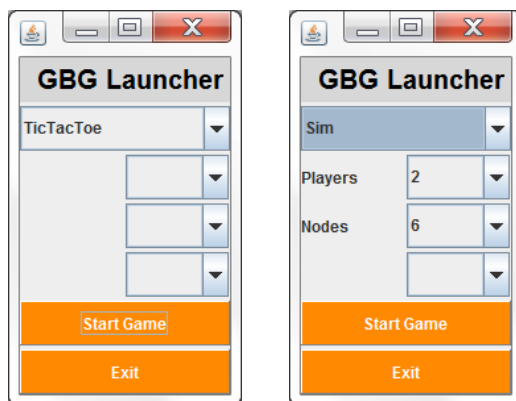 GBG Launcher
TicTacToe
Start Game
Exit
GBG Launcher
Sim
Players 2
Nodes 6
Start Game
Exit